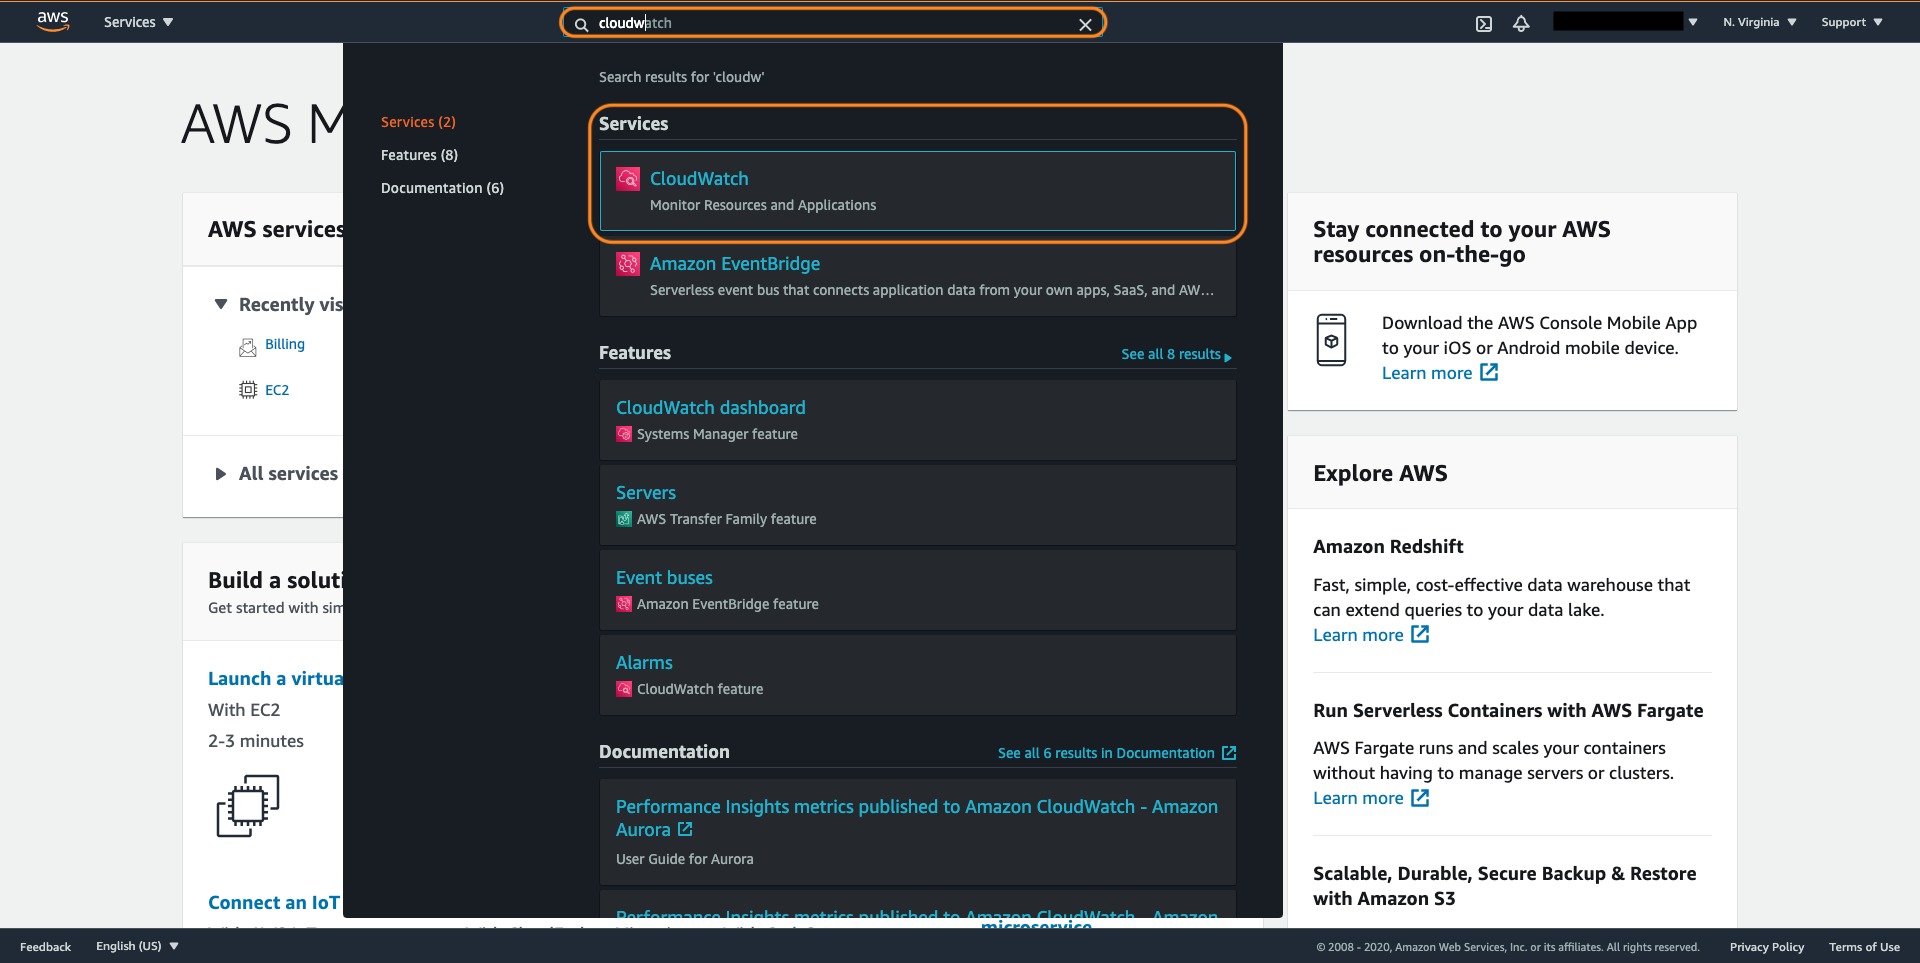 aws
Services
cloudwatch
N. Virginia
Support
AWS M
Search results for 'cloudw'
Services (2)
Features (8)
Documentation (6)
Services
CloudWatch
Monitor Resources and Applications
Amazon EventBridge
Serverless event bus that connects application data from your own apps, SaaS, and AW...
Features
See all 8 results
CloudWatch dashboard
Systems Manager feature
Servers
AWS Transfer Family feature
Event buses
Amazon EventBridge feature
Alarms
CloudWatch feature
Documentation
See all 6 results in Documentation
Performance Insights metrics published to Amazon CloudWatch - Amazon
Aurora
User Guide for Aurora
Performance Insights metrics published to Amazon CloudWatch - Amazon
AWS services
Recently vis
Billing
EC2
All services
Build a soluti
Get started with sim
Launch a virtua
With EC2
2-3 minutes
Connect an IoT
microservice
Stay connected to your AWS
resources on-the-go
Download the AWS Console Mobile App
to your iOS or Android mobile device.
Learn more
Explore AWS
Amazon Redshift
Fast, simple, cost-effective data warehouse that
can extend queries to your data lake.
Learn more
Run Serverless Containers with AWS Fargate
AWS Fargate runs and scales your containers
without having to manage servers or clusters.
Learn more
Scalable, Durable, Secure Backup & Restore
with Amazon S3
Feedback
English (US)
© 2008 - 2020, Amazon Web Services, Inc. or its affiliates. All rights reserved.
Privacy Policy
Terms of Use